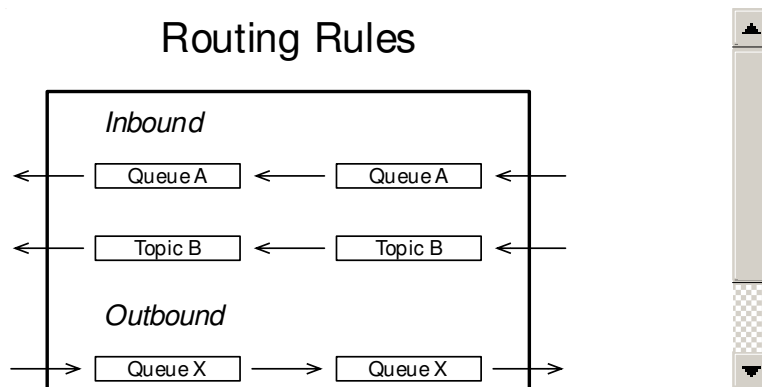 Routing Rules
Inbound
Queue A Queue A
Topic B Topic B
Outbound
Queue X Queue X